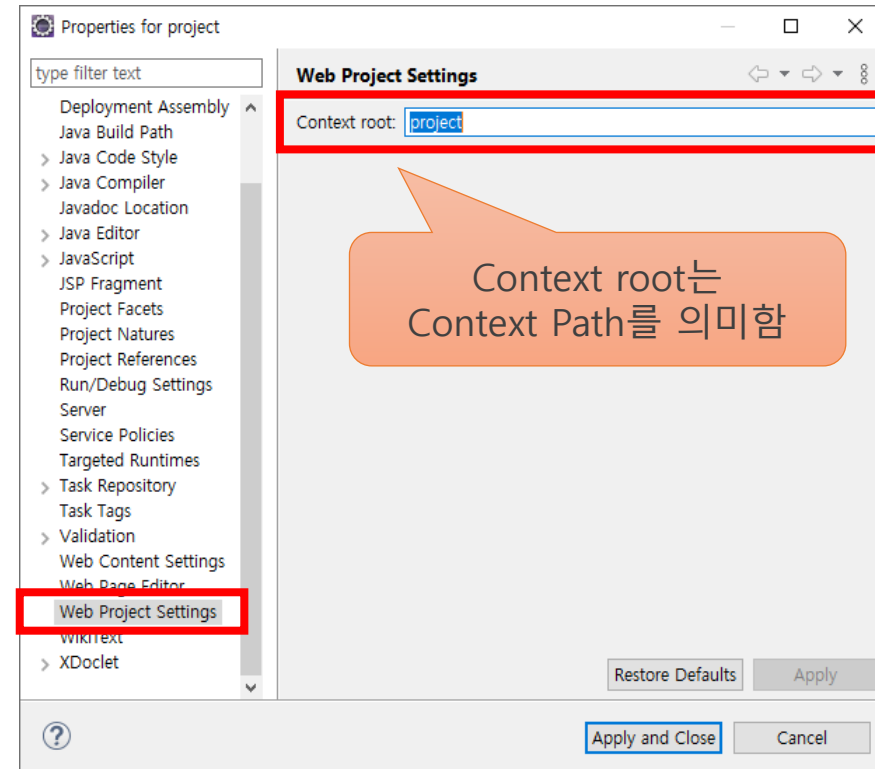 Properties for project
type filter text
Deployment Assembly
Java Build Path
Java Code Style
Java Compiler
Javadoc Location
Java Editor
JavaScript
JSP Fragment
Project Facets
Project Natures
Project References
Run/Debug Settings
Server
Service Policies
Targeted Runtimes
Task Repository
Task Tags
Validation
Web Content Settings
Web Page Editor
Web Project Settings
WikiText
XDoclet
Web Project Settings
Context root: project
Context root는
Context Path를 의미함
Restore Defaults
Apply
Apply and Close
Cancel